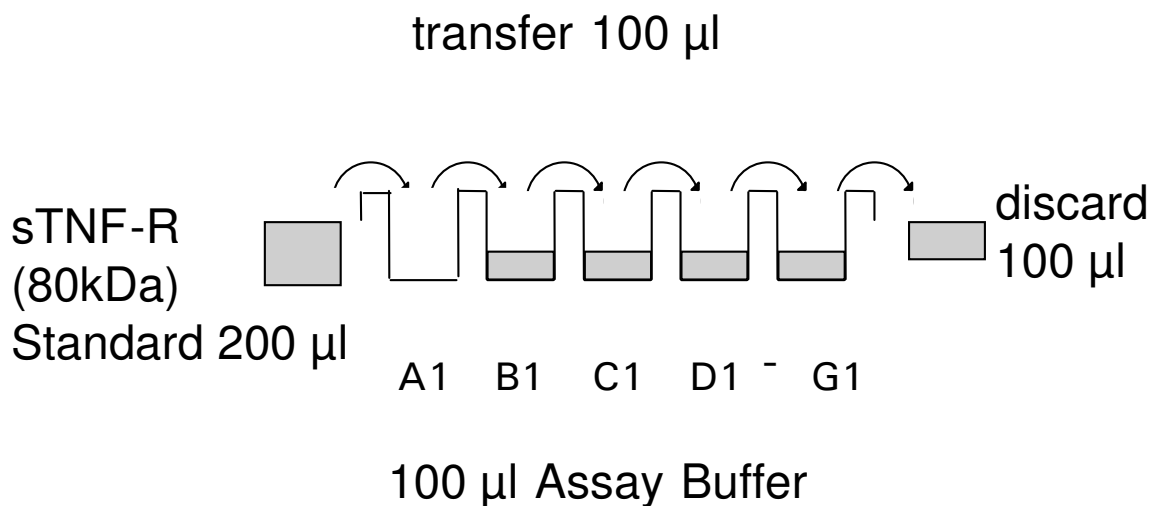 transfer 100 µl
sTNF-R
(80kDa)
Standard 200 µl
discard
100 µl
A1 B1 C1 D1 - G1
100 µl Assay Buffer